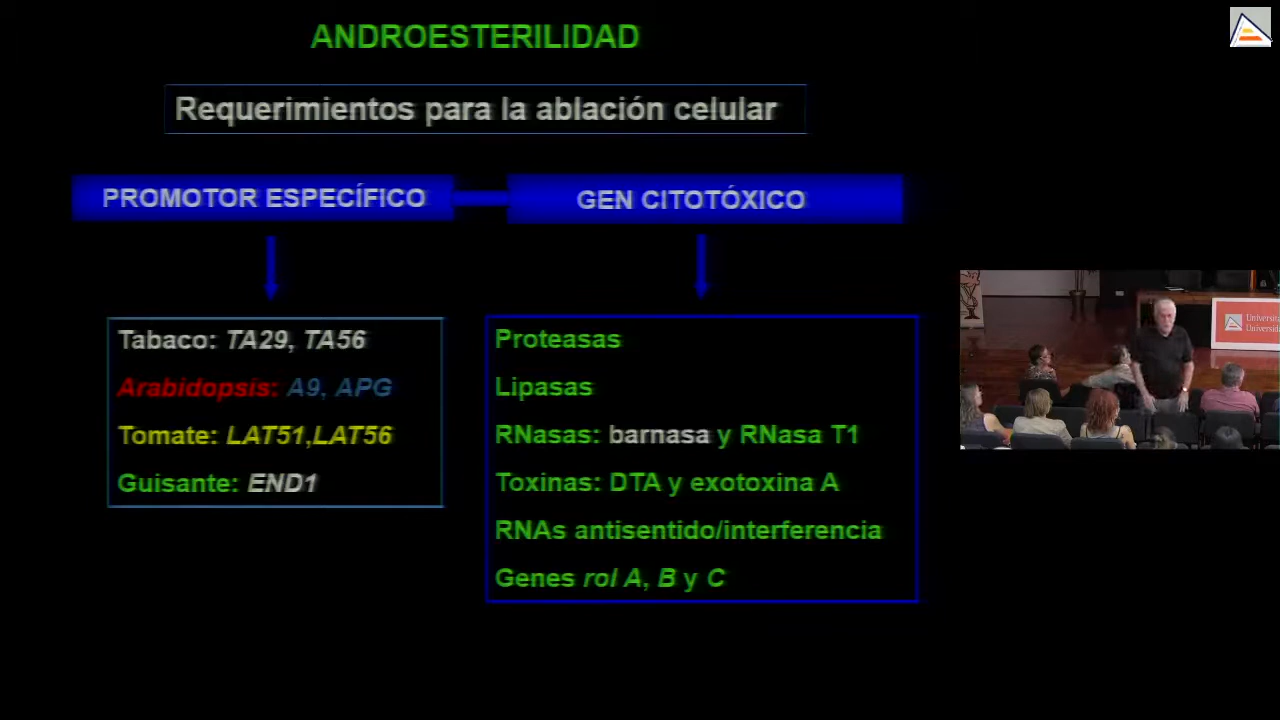 ANDROESTERILIDAD
Requerimientos para la ablación celular
PROMOTOR ESPECÍFICO
GEN CITOTÓXICO
Tabaco: TA29, TA56
Arabidopsis: A9, APG
Tomate: LAT51,LAT56
Guisante: END1
Proteasas
Lipasas
RNasas: barnasa y RNasa T1
Toxinas: DTA y exotoxina A
RNAs antisentido/interferencia
Genes rol A, B y C